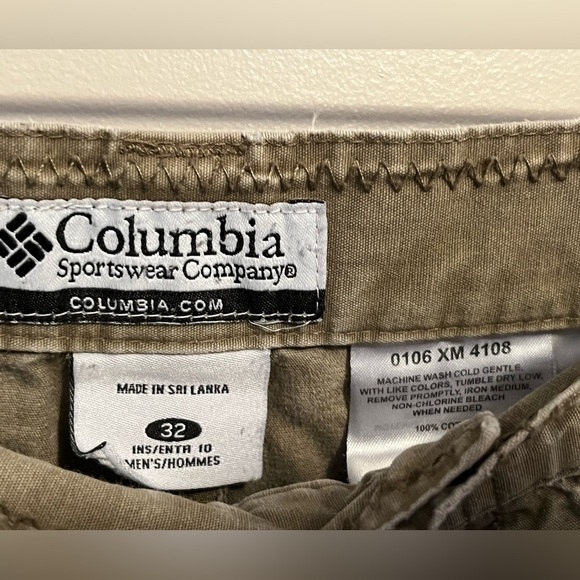 Columbia
Sportswear Company®
COLUMBIA.COM
MADE IN SRI LANKA
32
INS/ENTR 10
MEN'S/HOMMES
0106 XM 4108
MACHINE WASH COLD GENTLE,
WITH LIKE COLORS, TUMBLE DRY LOW,
REMOVE PROMPTLY, IRON MEDIUM,
NON-CHLORINE BLEACH
WHEN NEEDED
100%